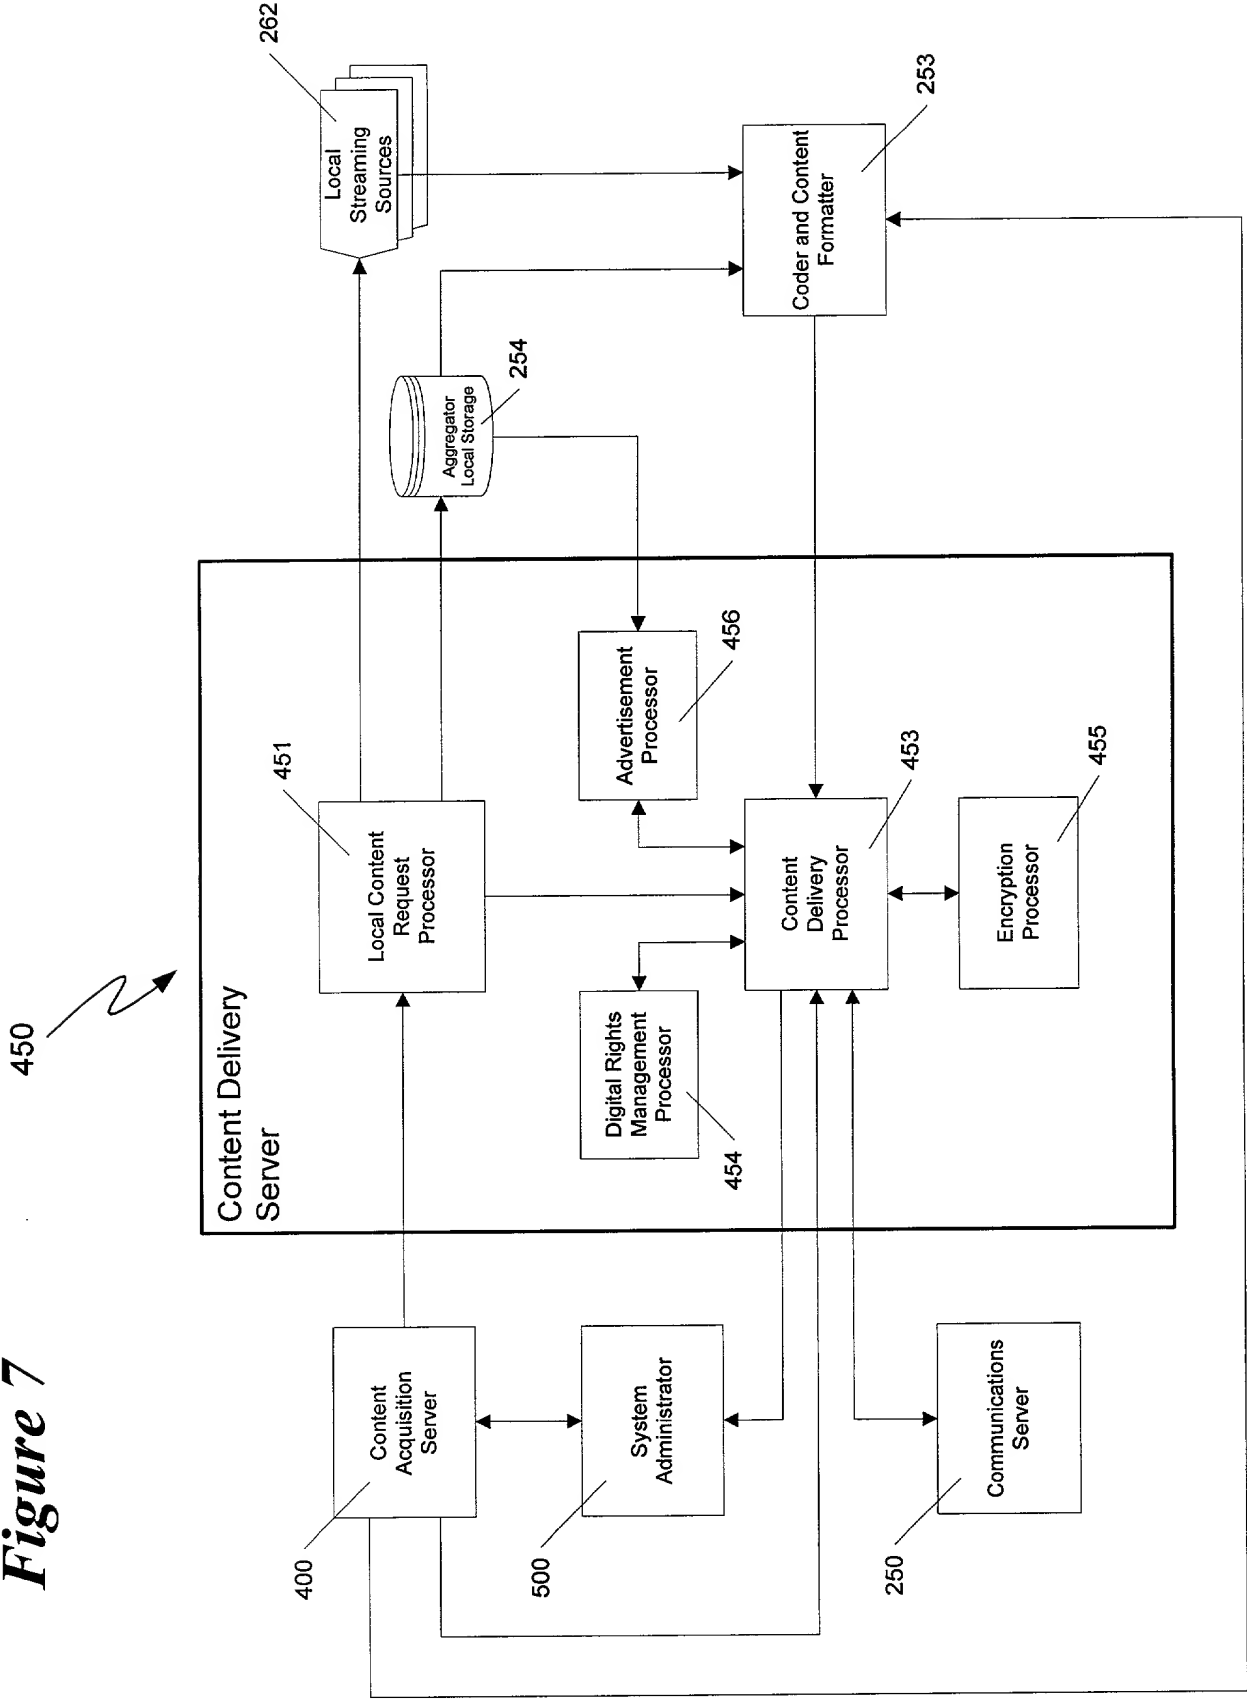 Figure 7
450
Content Delivery
Server
400
Content
Acquisition
Server
500
System
Administrator
250
Communications
Server
451
Local Content
Request
Processor
454
Digital Rights
Management
Processor
456
Advertisement
Processor
453
Content
Delivery
Processor
455
Encryption
Processor
254
Aggregator
Local Storage
262
Local
Streaming
Sources
253
Coder and Content
Formatter